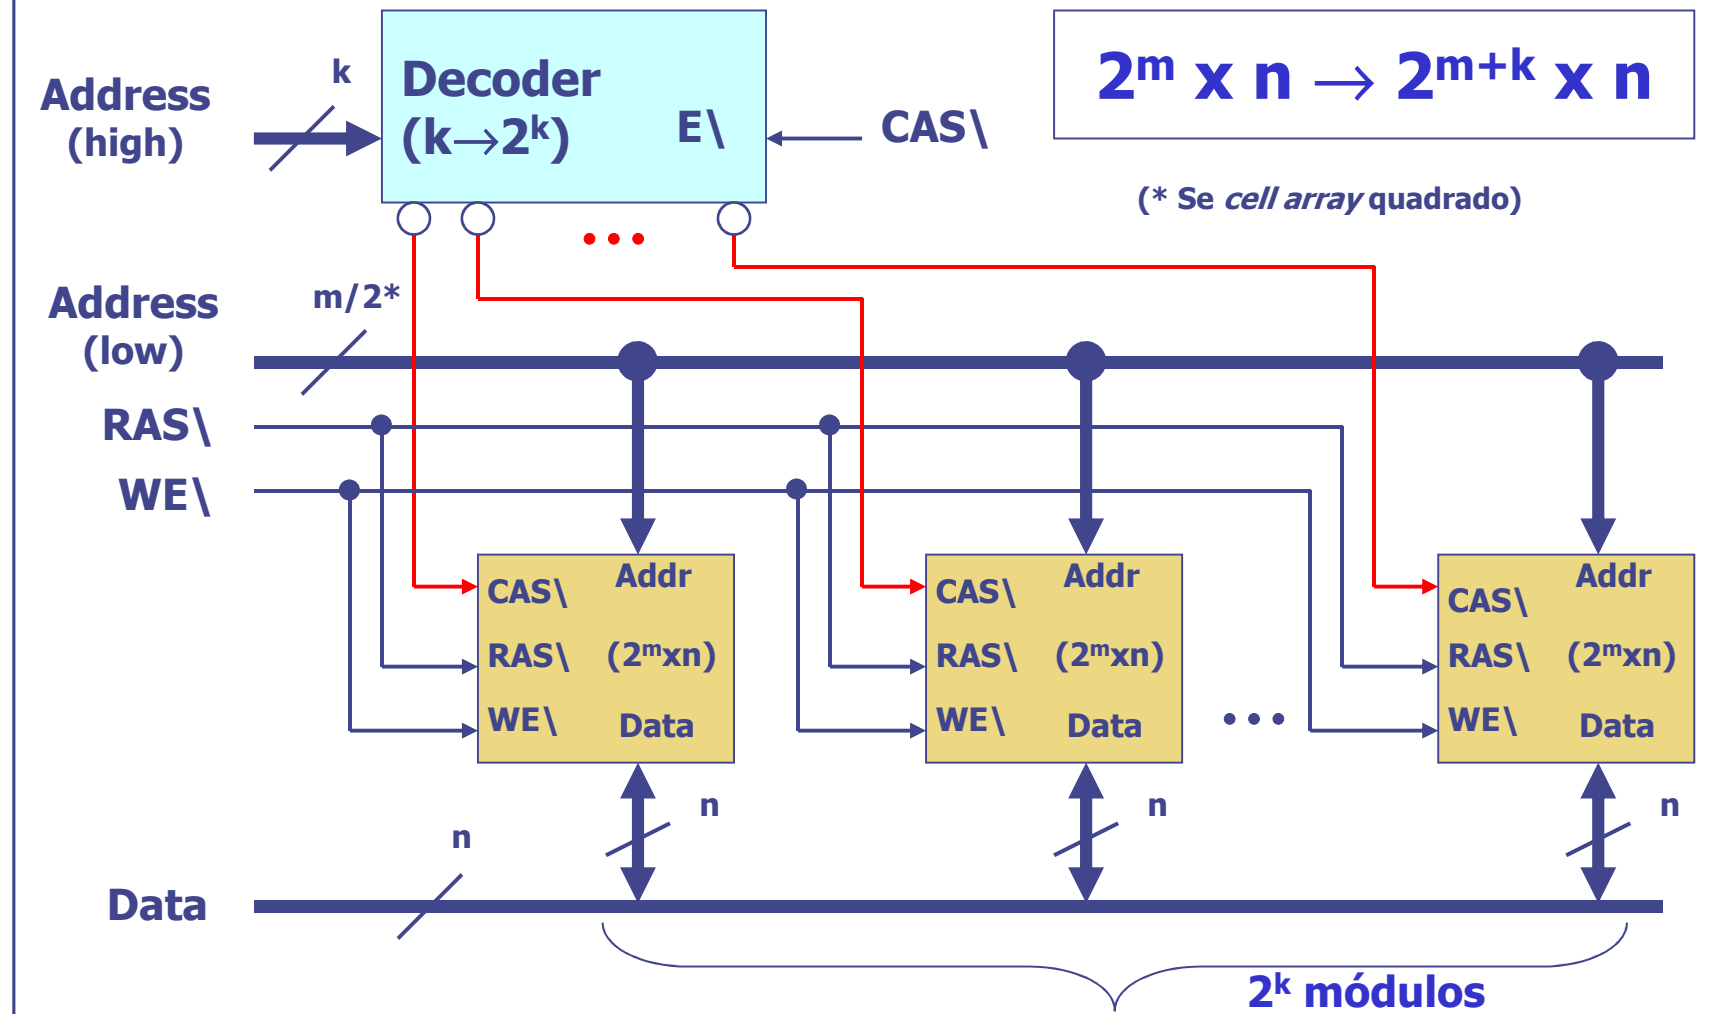 Address
(high)
k
Decoder
(k→2ᵏ)
E\
CAS\
2ᵐ x n → 2ᵐ⁺ᵏ x n
(* Se cell array quadrado)
• • •
Address
(low)
m/2*
RAS\
WE\
CAS\
Addr
RAS\
(2ᵐxn)
WE\
Data
CAS\
Addr
RAS\
(2ᵐxn)
WE\
Data
• • •
CAS\
Addr
RAS\
(2ᵐxn)
WE\
Data
n
n
n
n
Data
2ᵏ módulos